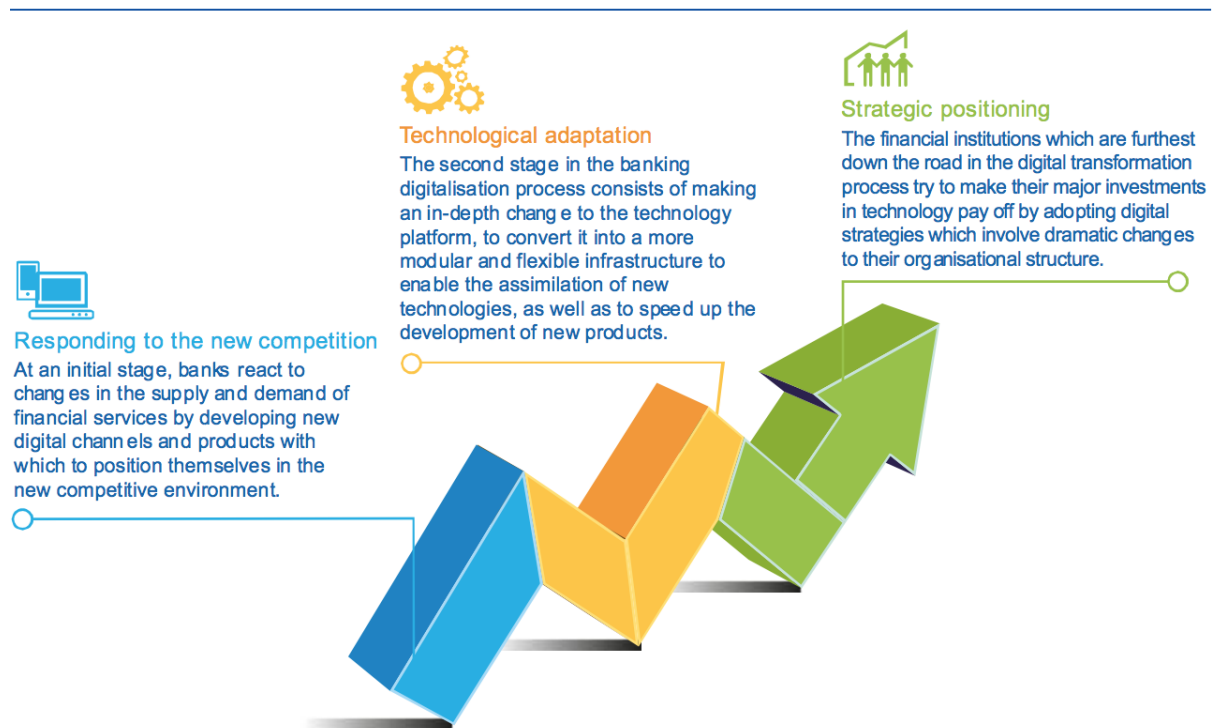 Responding to the new competition
At an initial stage, banks react to
changes in the supply and demand of
financial services by developing new
digital channels and products with
which to position themselves in the
new competitive environment.
Technological adaptation
The second stage in the banking
digitalisation process consists of making
an in-depth change to the technology
platform, to convert it into a more
modular and flexible infrastructure to
enable the assimilation of new
technologies, as well as to speed up the
development of new products.
Strategic positioning
The financial institutions which are furthest
down the road in the digital transformation
process try to make their major investments
in technology pay off by adopting digital
strategies which involve dramatic changes
to their organisational structure.